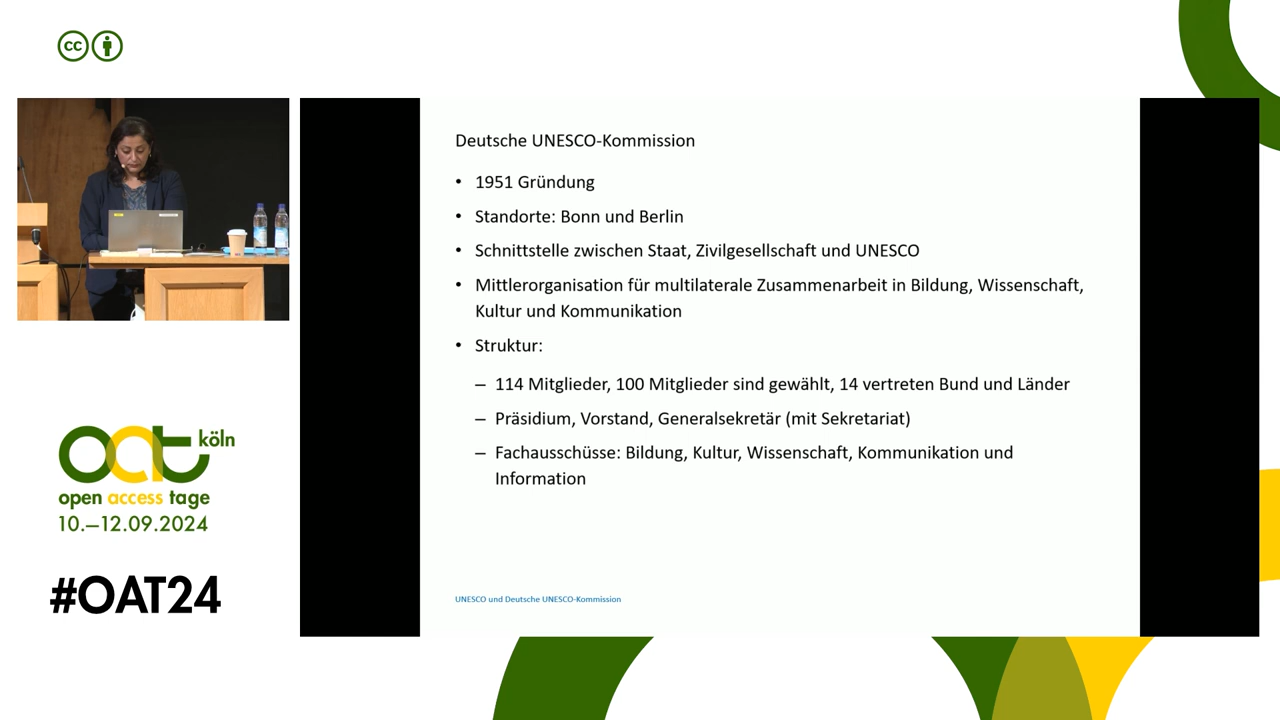 cc
Deutsche UNESCO-Kommission
• 1951 Gründung
• Standorte: Bonn und Berlin
• Schnittstelle zwischen Staat, Zivilgesellschaft und UNESCO
• Mittlerorganisation für multilaterale Zusammenarbeit in Bildung, Wissenschaft,
Kultur und Kommunikation
• Struktur:
– 114 Mitglieder, 100 Mitglieder sind gewählt, 14 vertreten Bund und Länder
– Präsidium, Vorstand, Generalsekretär (mit Sekretariat)
– Fachausschüsse: Bildung, Kultur, Wissenschaft, Kommunikation und
Information
UNESCO und Deutsche UNESCO-Kommission
oat köln
open access tage
10.–12.09.2024
#OAT24